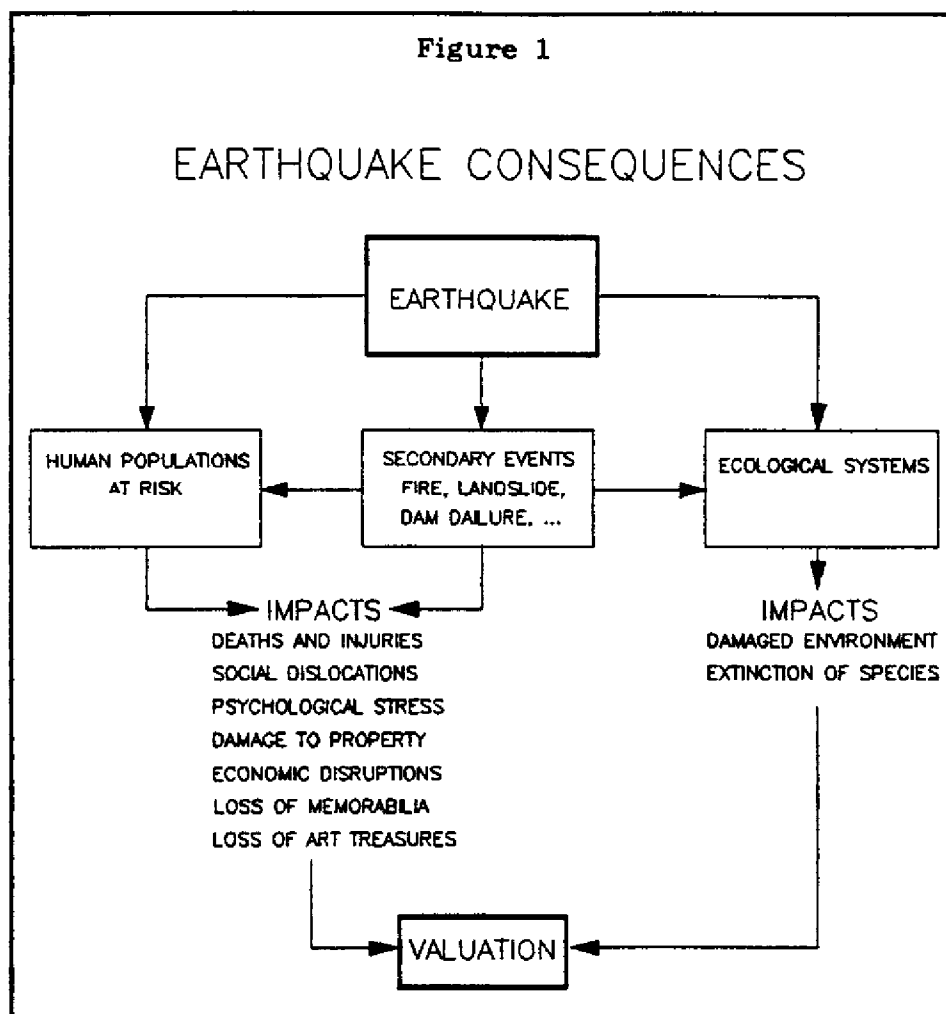 Figure 1
EARTHQUAKE CONSEQUENCES
EARTHQUAKE
HUMAN POPULATIONS
AT RISK
SECONDARY EVENTS
FIRE, LANDSLIDE,
DAM DAILURE, ...
ECOLOGICAL SYSTEMS
IMPACTS
DEATHS AND INJURIES
SOCIAL DISLOCATIONS
PSYCHOLOGICAL STRESS
DAMAGE TO PROPERTY
ECONOMIC DISRUPTIONS
LOSS OF MEMORABILIA
LOSS OF ART TREASURES
IMPACTS
DAMAGED ENVIRONMENT
EXTINCTION OF SPECIES
VALUATION